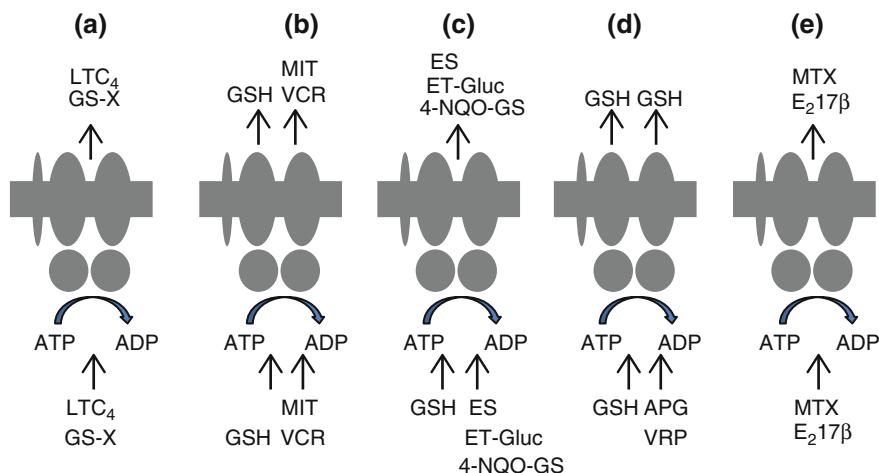 (a)
LTC₄
GS-X
ATP ADP
LTC₄
GS-X
(b)
MIT
GSH VCR
ATP ADP
MIT
GSH VCR
(c)
ES
ET-Gluc
4-NQO-GS
ATP ADP
GSH ES
ET-Gluc
4-NQO-GS
(d)
GSH GSH
ATP ADP
GSH APG
VRP
(e)
MTX
E₂17β
ATP ADP
MTX
E₂17β